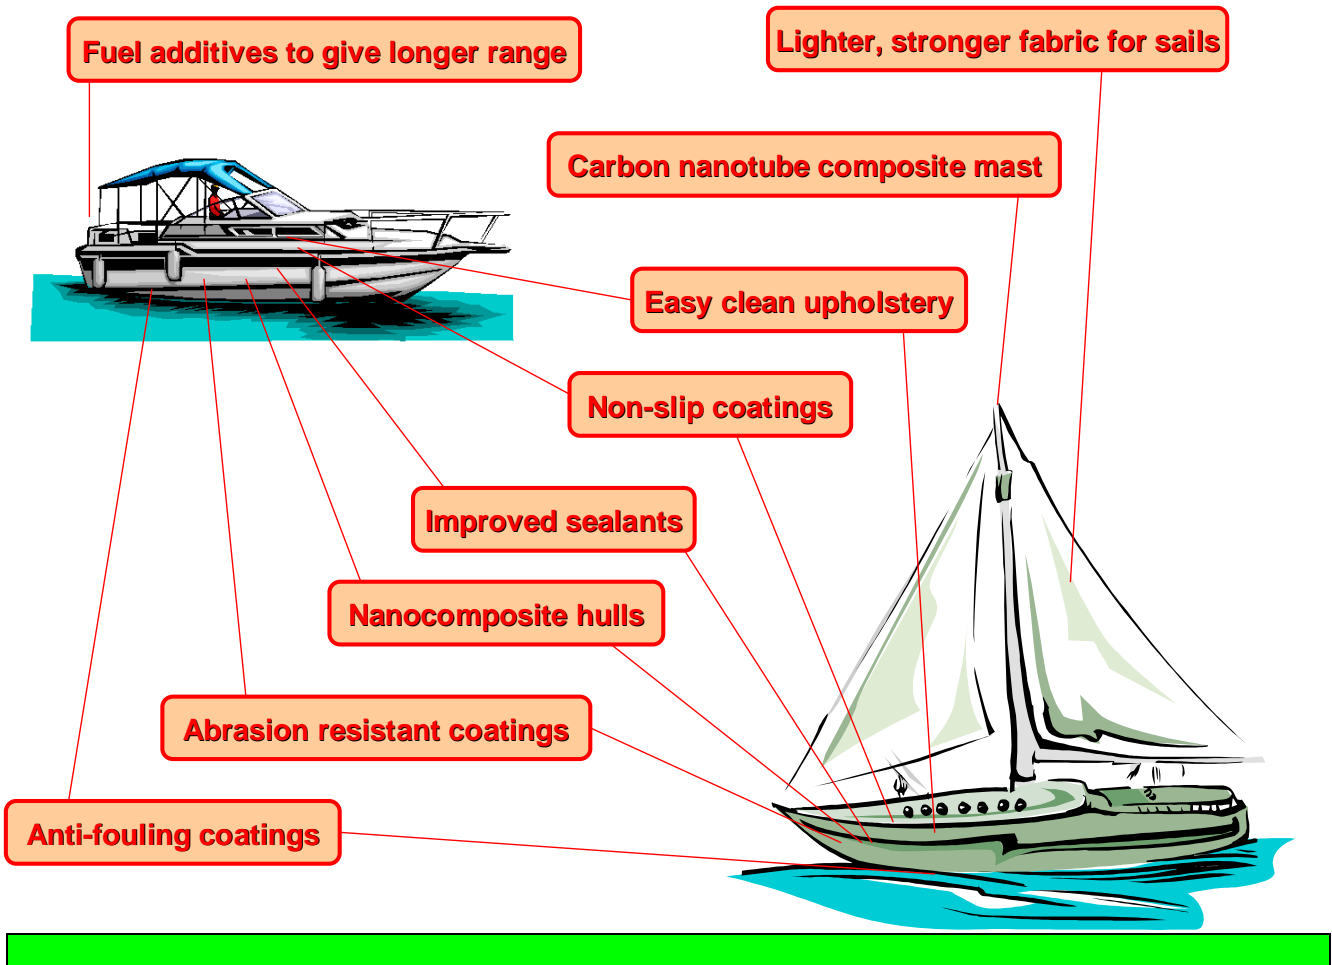 Fuel additives to give longer range
Lighter, stronger fabric for sails
Carbon nanotube composite mast
Easy clean upholstery
Non-slip coatings
Improved sealants
Nanocomposite hulls
Abrasion resistant coatings
Anti-fouling coatings